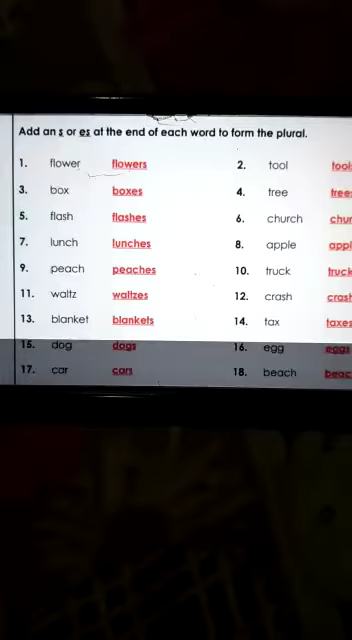 Add an s or es at the end of each word to form the plural.
1. flower flowers 2. tool
3. box boxes 4. tree
5. flash flashes 6. church
7. lunch lunches 8. apple
9. peach peaches 10. truck
11. waltz waltzes 12. crash
13. blanket blankets 14. tax taxes
15. dog dogs 16. egg eggs
17. car cars 18. beach